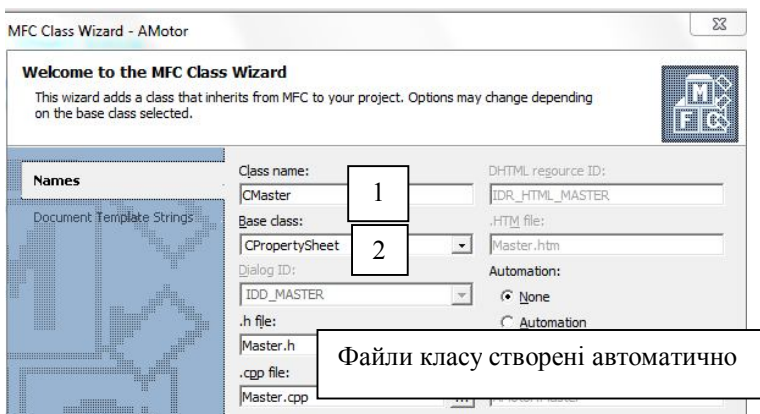 MFC Class Wizard - AMotor
Welcome to the MFC Class Wizard
This wizard adds a class that inherits from MFC to your project. Options may change depending
on the base class selected.
MFC
Names
Document Template Strings
Class name:
CMaster
1
Base class:
CPropertySheet
2
Dialog ID:
IDD_MASTER
.h file:
Master.h
.cpp file:
Master.cpp
...
DHTML resource ID:
IDR_HTML_MASTER
.HTM file:
Master.htm
Automation:
None
Automation
Файли класу створені автоматично